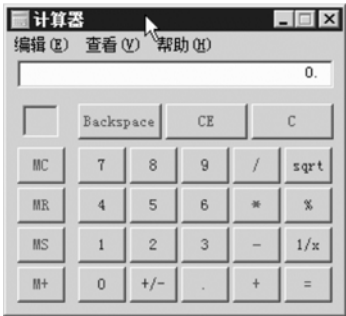 计算器
编辑(E) 查看(V) 帮助(H)
0.
Backspace CE C
MC 7 8 9 / sqrt
MR 4 5 6 * %
MS 1 2 3 - 1/x
M+ 0 +/- . + =